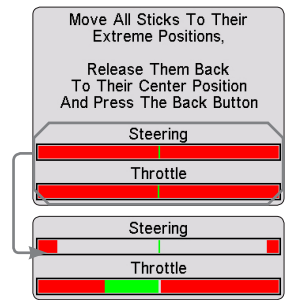 Move All Sticks To Their
Extreme Positions,
Release Them Back
To Their Center Position
And Press The Back Button
Steering
Throttle
Steering
Throttle